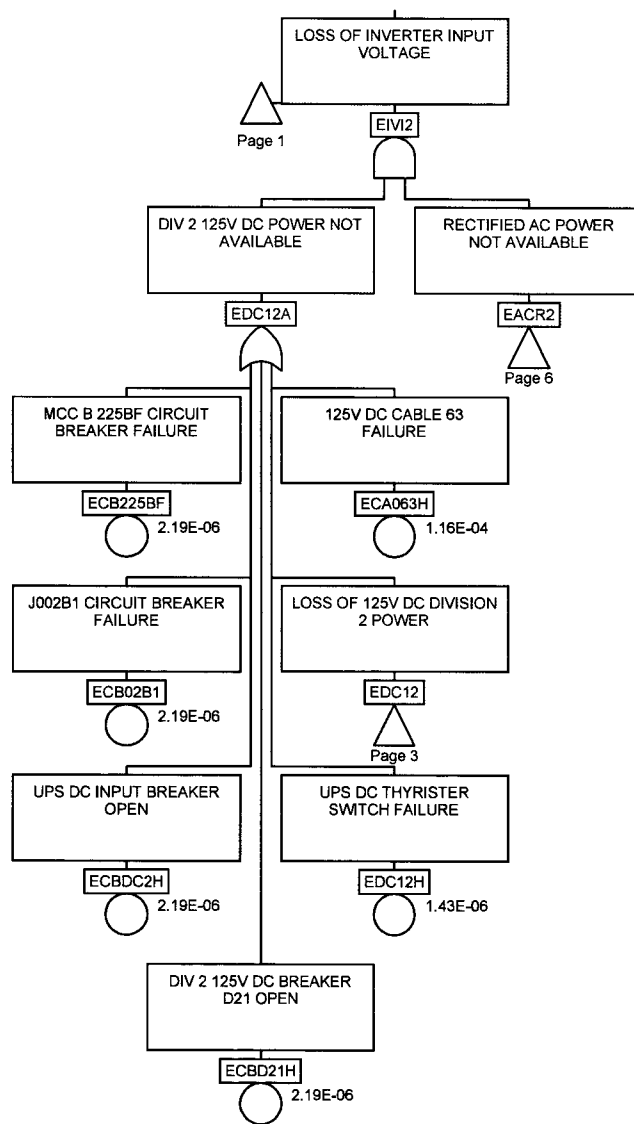 LOSS OF INVERTER INPUT
VOLTAGE
Page 1
EIVI2
DIV 2 125V DC POWER NOT
AVAILABLE
RECTIFIED AC POWER
NOT AVAILABLE
EDC12A
EACR2
Page 6
MCC B 225BF CIRCUIT
BREAKER FAILURE
125V DC CABLE 63
FAILURE
ECB225BF
2.19E-06
ECA063H
1.16E-04
J002B1 CIRCUIT BREAKER
FAILURE
LOSS OF 125V DC DIVISION
2 POWER
ECB02B1
2.19E-06
EDC12
Page 3
UPS DC INPUT BREAKER
OPEN
UPS DC THYRISTER
SWITCH FAILURE
ECBDC2H
2.19E-06
EDC12H
1.43E-06
DIV 2 125V DC BREAKER
D21 OPEN
ECBD21H
2.19E-06